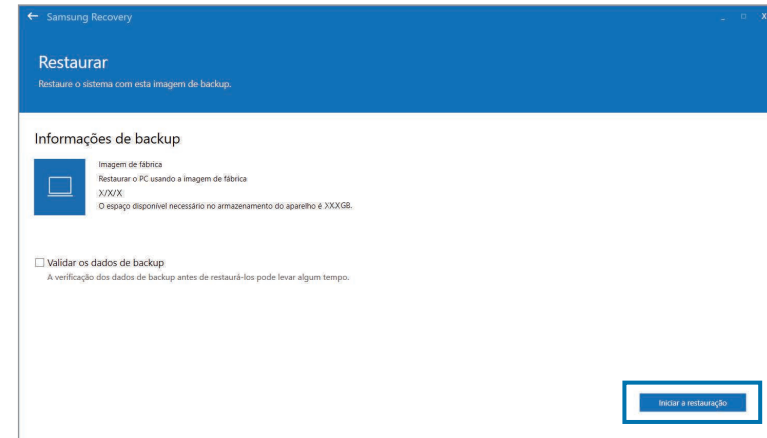 Samsung Recovery
Restaurar
Restaure o sistema com esta imagem de backup.
Informações de backup
Imagem de fábrica
Restaurar o PC usando a imagem de fábrica
X/X/X
O espaço disponível necessário no armazenamento do aparelho é XXXGB.
Validar os dados de backup
A verificação dos dados de backup antes de restaurá-los pode levar algum tempo.
Iniciar a restauração